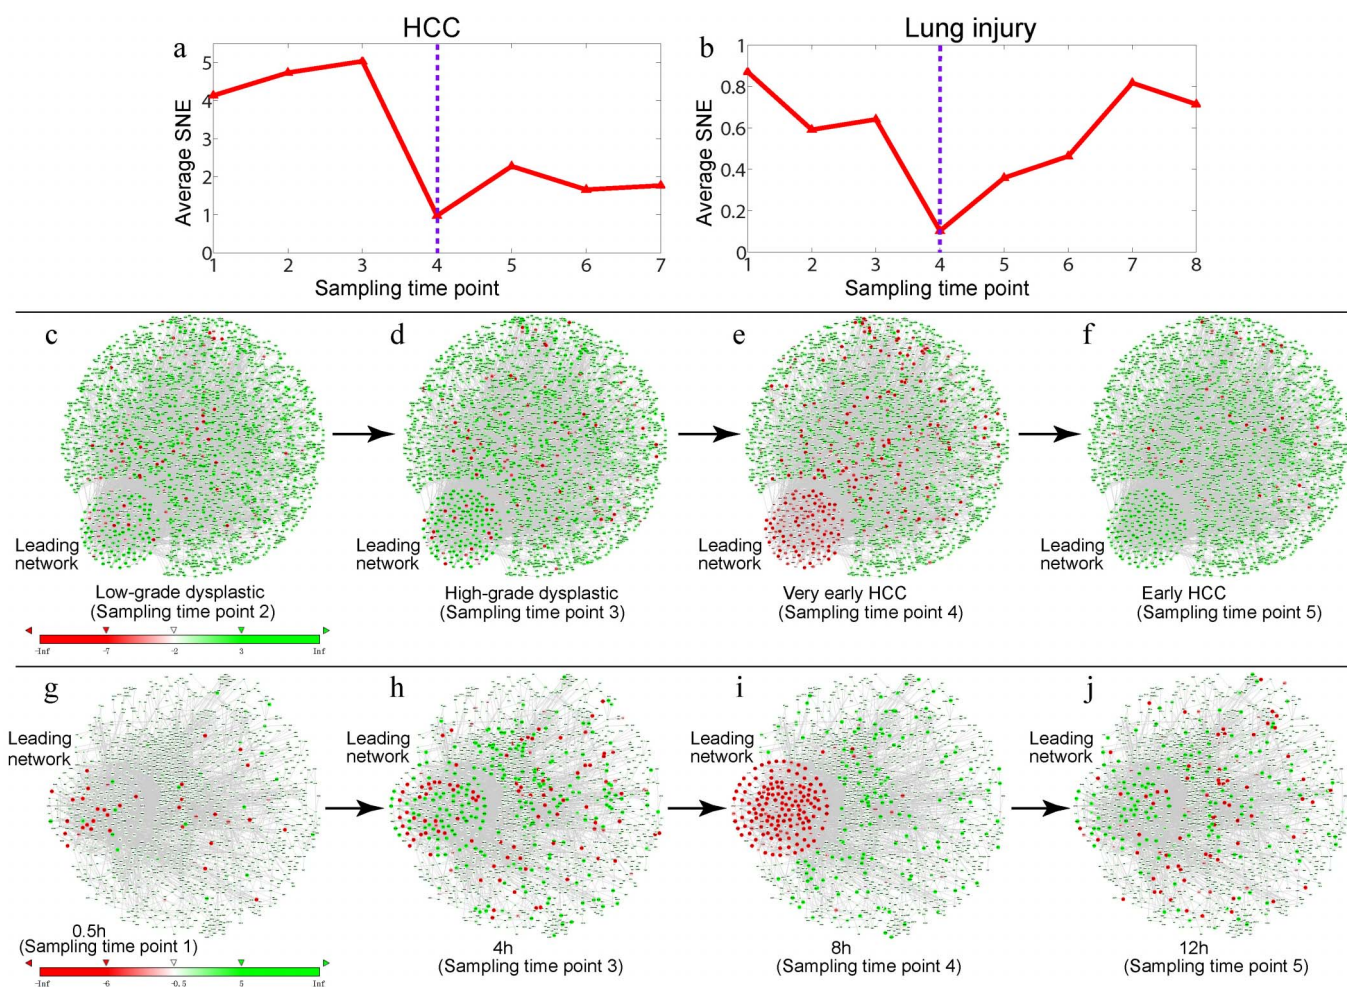 HCC
Lung injury
a
b
5
4
3
2
1
0
Average SNE
1 2 3 4 5 6 7
Sampling time point
1
0.8
0.6
0.4
0.2
0
Average SNE
1 2 3 4 5 6 7 8
Sampling time point
c
d
e
f
Leading
network
Leading
network
Leading
network
Leading
network
Low-grade dysplastic
(Sampling time point 2)
High-grade dysplastic
(Sampling time point 3)
Very early HCC
(Sampling time point 4)
Early HCC
(Sampling time point 5)
-Inf -7 -2 3 Inf
g
h
i
j
Leading
network
Leading
network
Leading
network
Leading
network
0.5h
(Sampling time point 1)
4h
(Sampling time point 3)
8h
(Sampling time point 4)
12h
(Sampling time point 5)
-Inf -6 -0.5 5 Inf